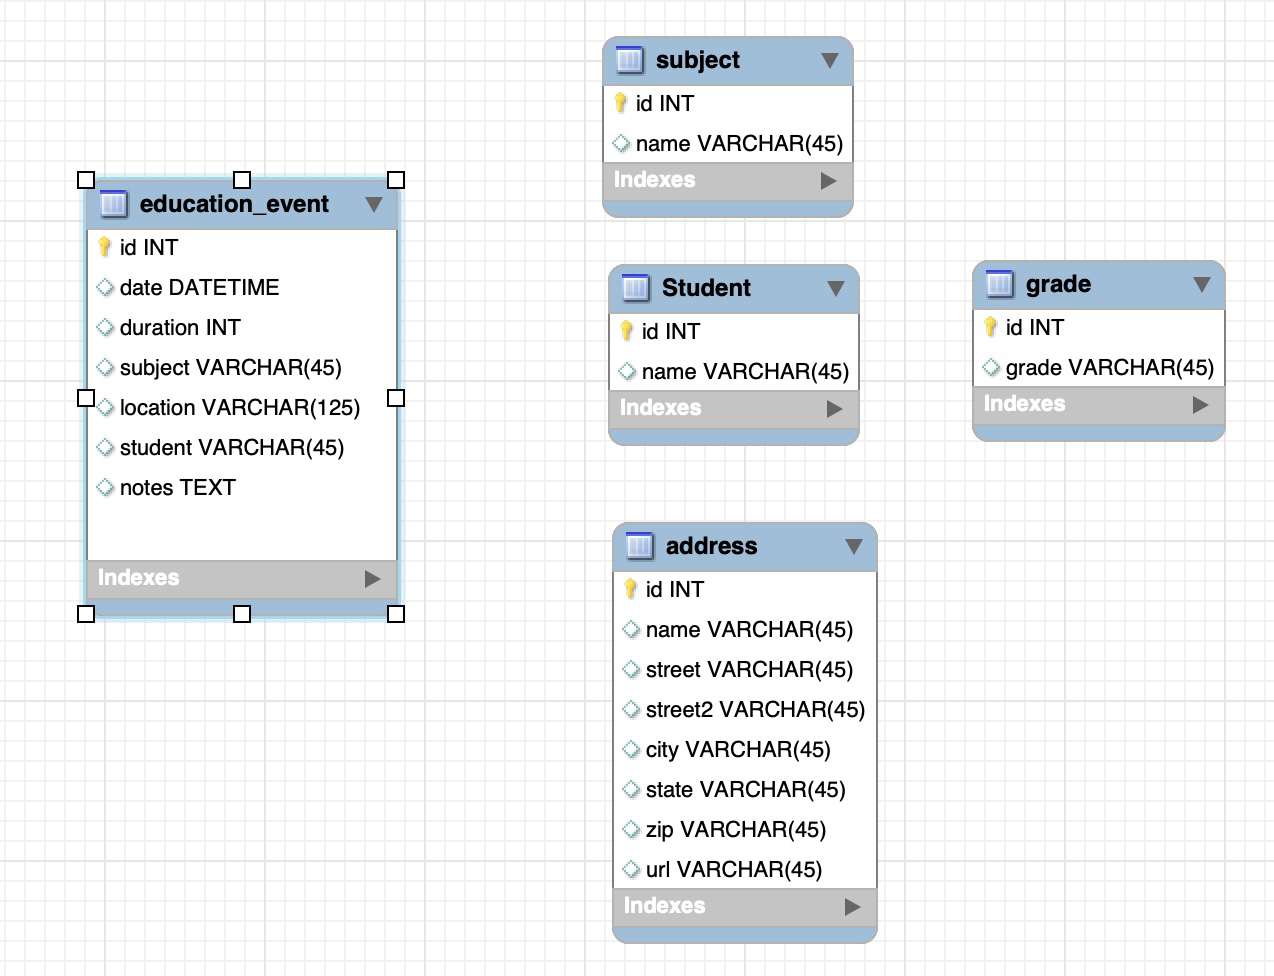 education_event
id INT
date DATETIME
duration INT
subject VARCHAR(45)
location VARCHAR(125)
student VARCHAR(45)
notes TEXT
Indexes
subject
id INT
name VARCHAR(45)
Indexes
Student
id INT
name VARCHAR(45)
Indexes
grade
id INT
grade VARCHAR(45)
Indexes
address
id INT
name VARCHAR(45)
street VARCHAR(45)
street2 VARCHAR(45)
city VARCHAR(45)
state VARCHAR(45)
zip VARCHAR(45)
url VARCHAR(45)
Indexes